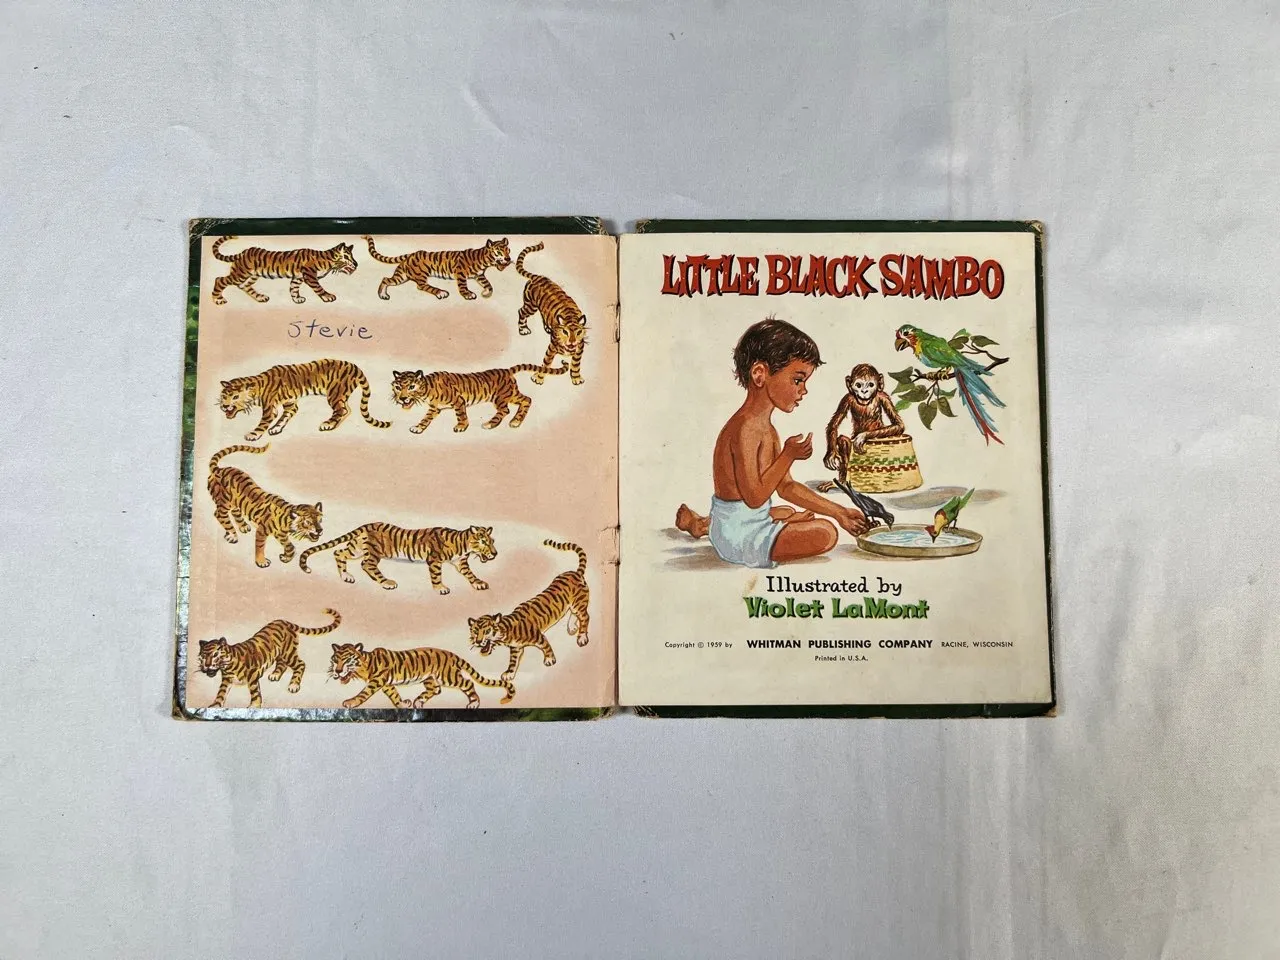 Stevie
LITTLE BLACK SAMBO
Illustrated by
Violet LaMont
Copyright © 1959 by WHITMAN PUBLISHING COMPANY RACINE, WISCONSIN
Printed in U.S.A.